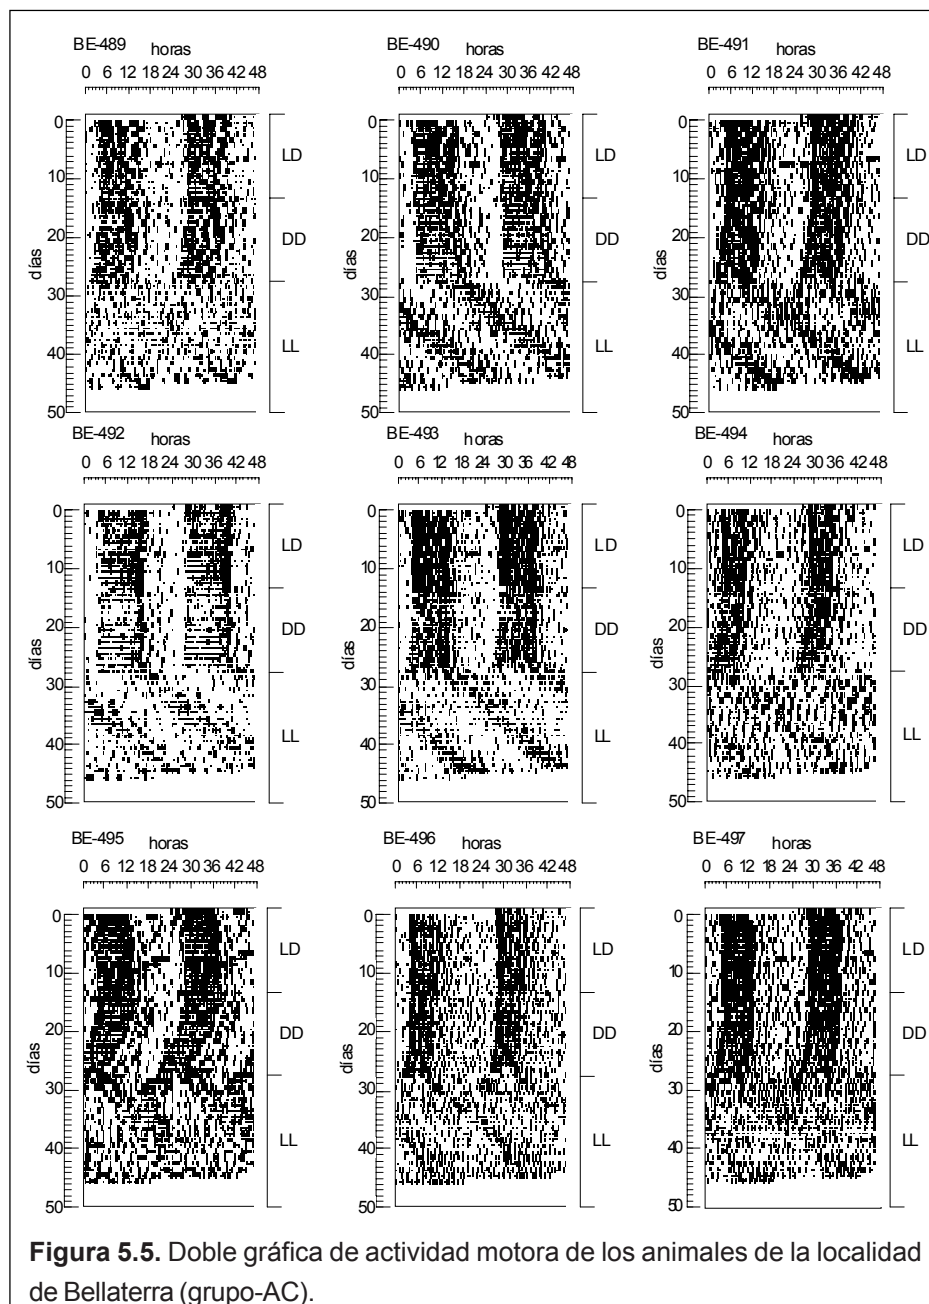 BE-489 horas
0 6 12 18 24 30 36 42 48
BE-490 horas
0 6 12 18 24 30 36 42 48
BE-491 horas
0 6 12 18 24 30 36 42 48
0
10
20
30
40
50
días
LD
DD
LL
0
10
20
30
40
50
días
LD
DD
LL
0
10
20
30
40
50
días
LD
DD
LL
BE-492 horas
0 6 12 18 24 30 36 42 48
BE-493 horas
0 6 12 18 24 30 36 42 48
BE-494 horas
0 6 12 18 24 30 36 42 48
0
10
20
30
40
50
días
LD
DD
LL
0
10
20
30
40
50
días
LD
DD
LL
0
10
20
30
40
50
días
LD
DD
LL
BE-495 horas
0 6 12 18 24 30 36 42 48
BE-496 horas
0 6 12 18 24 30 36 42 48
BE-497 horas
0 6 12 18 24 30 36 42 48
0
10
20
30
40
50
días
LD
DD
LL
0
10
20
30
40
50
días
LD
DD
LL
0
10
20
30
40
50
días
LD
DD
LL
Figura 5.5. Doble gráfica de actividad motora de los animales de la localidad
de Bellaterra (grupo-AC).